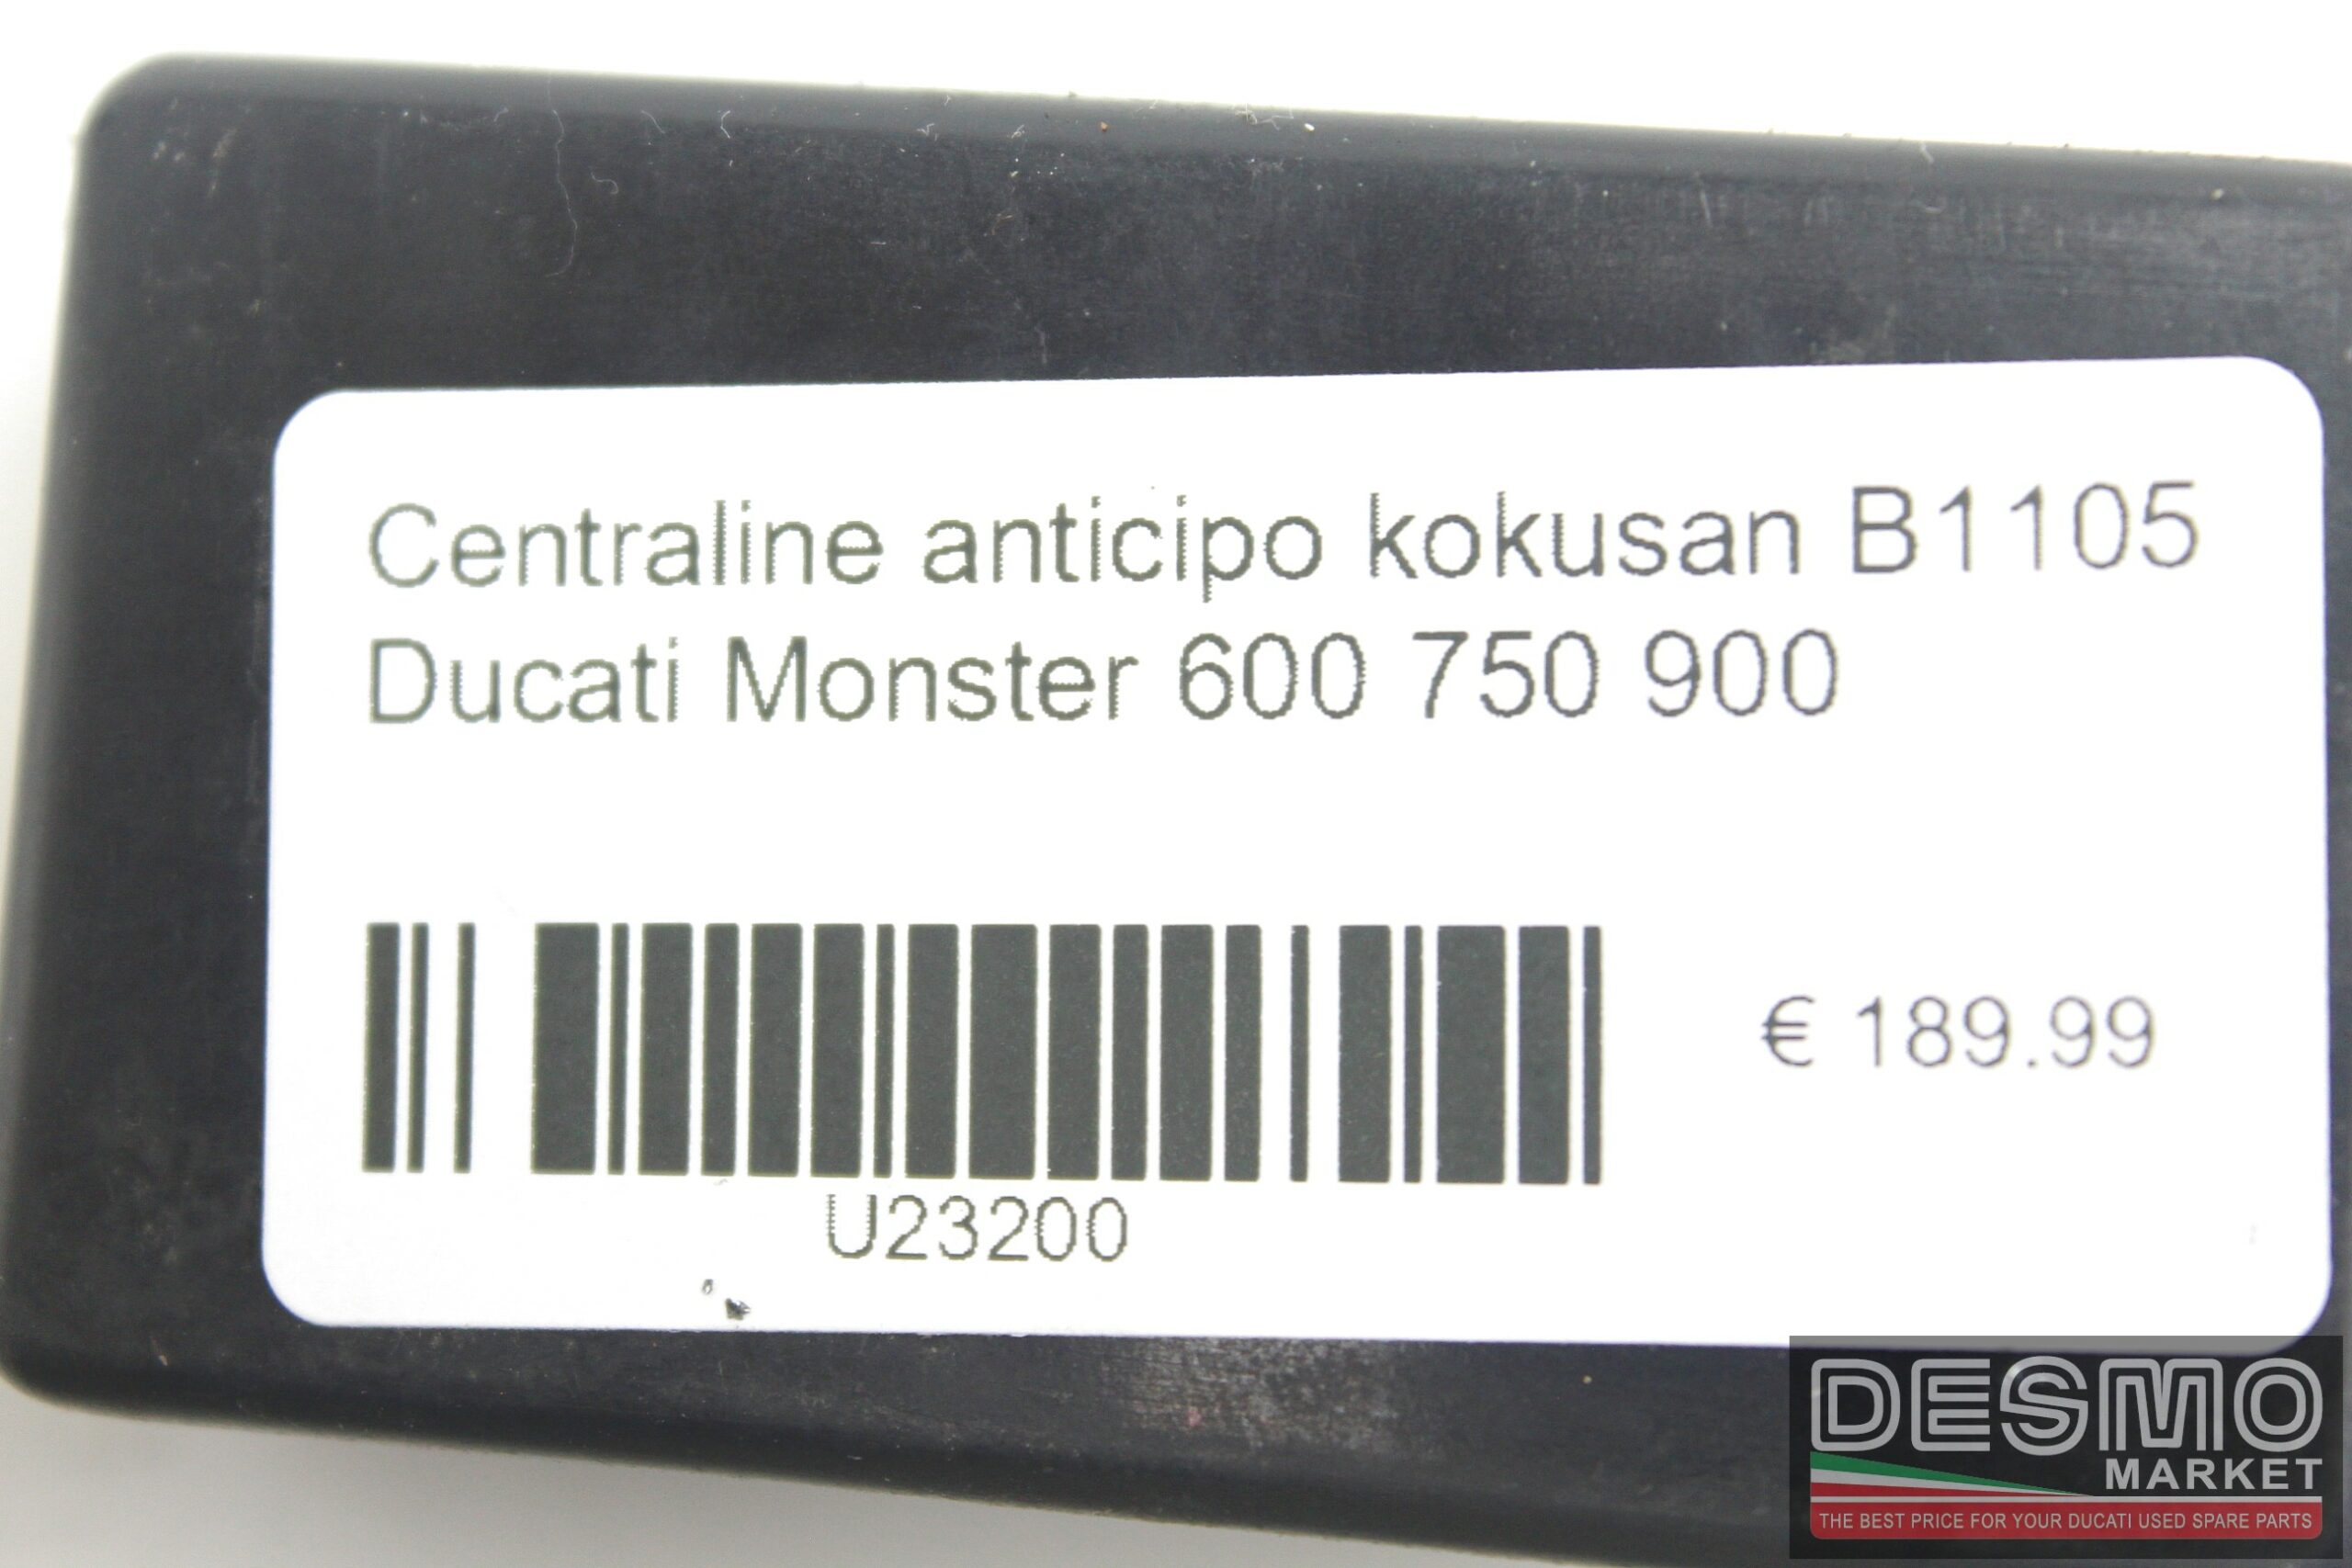 Centraline anticipo kokusan B1105
Ducati Monster 600 750 900
€ 189.99
U23200
DESMO
MARKET
THE BEST PRICE FOR YOUR DUCATI USED SPARE PARTS